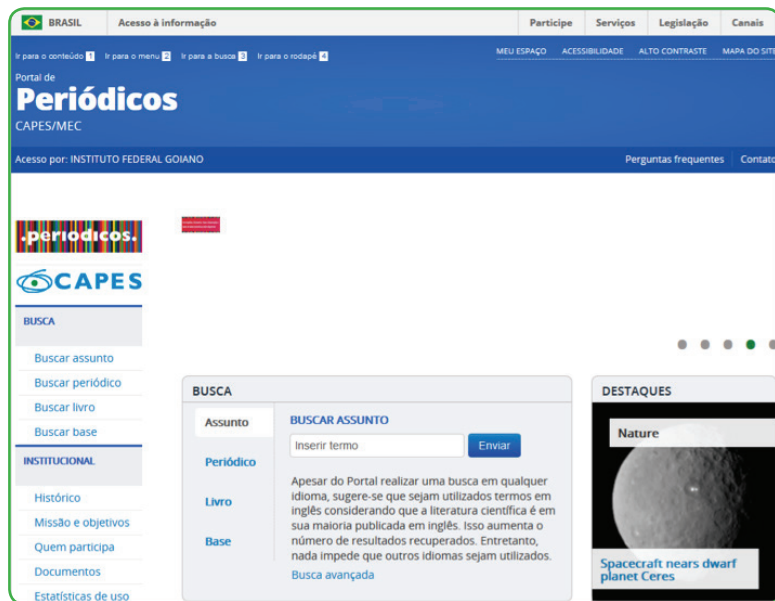 BRASIL Acesso à informação Participe Serviços Legislação Canais
Ir para o conteúdo 1 Ir para o menu 2 Ir para a busca 3 Ir para o rodapé 4 MEU ESPAÇO ACESSIBILIDADE ALTO CONTRASTE MAPA DO SITE
Portal de
Periódicos
CAPES/MEC
Acesso por: INSTITUTO FEDERAL GOIANO Perguntas frequentes Contato
.periodicos.
CAPES
BUSCA
Buscar assunto
Buscar periódico
Buscar livro
Buscar base
INSTITUCIONAL
Histórico
Missão e objetivos
Quem participa
Documentos
Estatísticas de uso
BUSCA
Assunto
Periódico
Livro
Base
BUSCAR ASSUNTO
Inserir termo Enviar
Apesar do Portal realizar uma busca em qualquer
idioma, sugere-se que sejam utilizados termos em
inglês considerando que a literatura científica é em
sua maioria publicada em inglês. Isso aumenta o
número de resultados recuperados. Entretanto,
nada impede que outros idiomas sejam utilizados.
Busca avançada
DESTAQUES
Nature
Spacecraft nears dwarf
planet Ceres